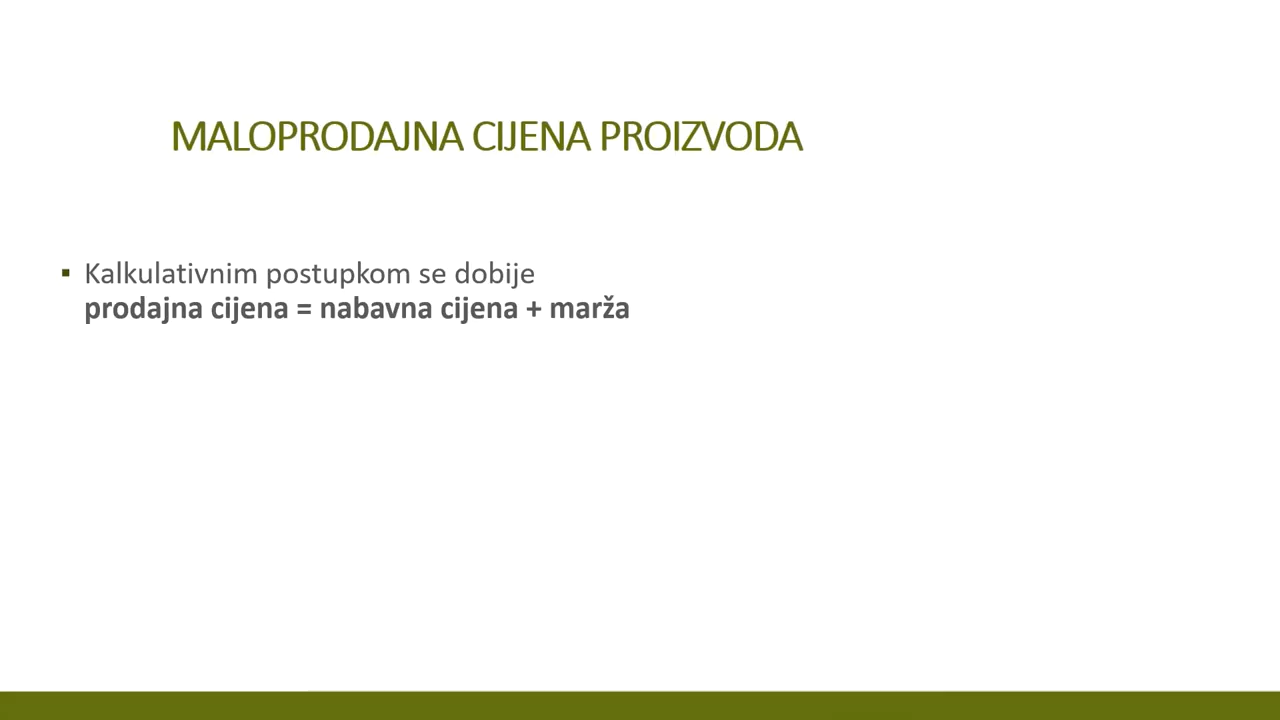 MALOPRODAJNA CIJENA PROIZVODA
▪ Kalkulativnim postupkom se dobije
prodajna cijena = nabavna cijena + marža